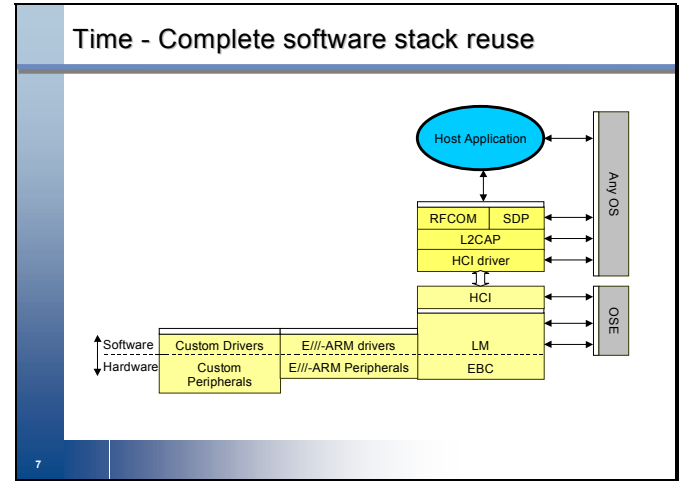 Time - Complete software stack reuse
Host Application
Any OS
RFCOM SDP
L2CAP
HCI driver
HCI
OSE
Software Custom Drivers E///-ARM drivers LM
Hardware Custom Peripherals E///-ARM Peripherals EBC
7